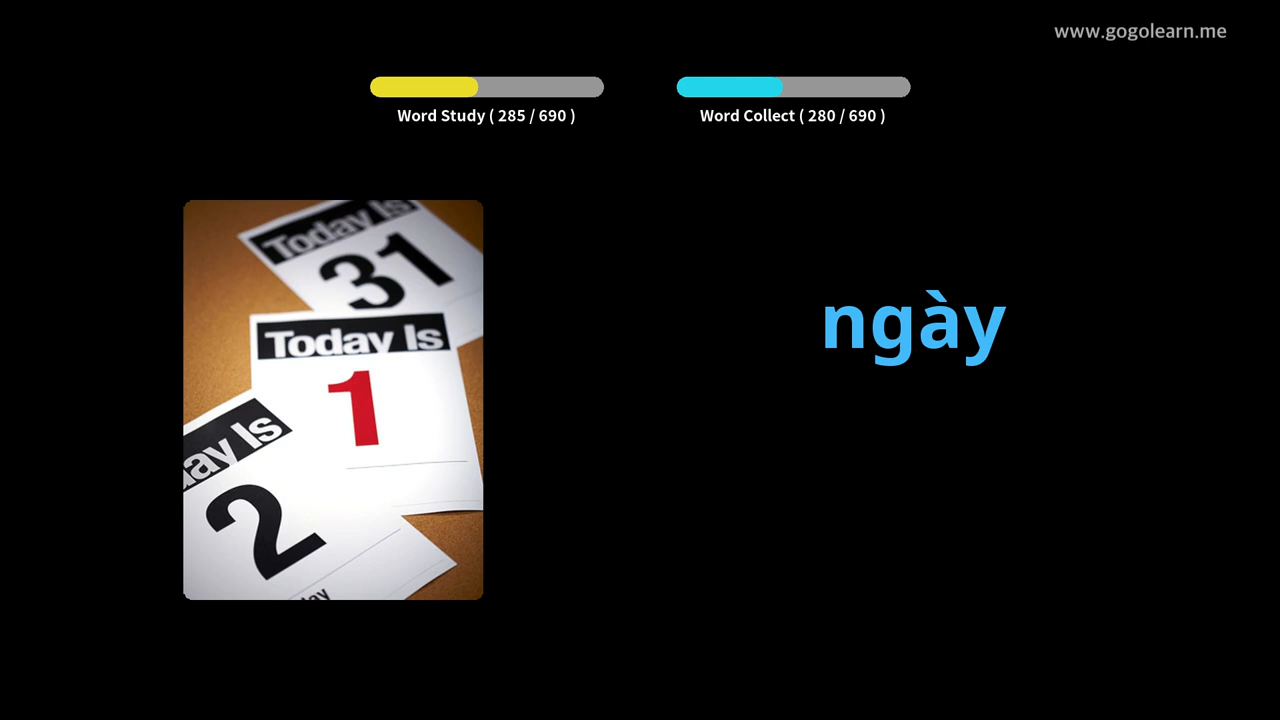 www.gogolearn.me
Word Study ( 285 / 690 )
Word Collect ( 280 / 690 )
Today Is
31
Today Is
1
ay Is
2
ngày